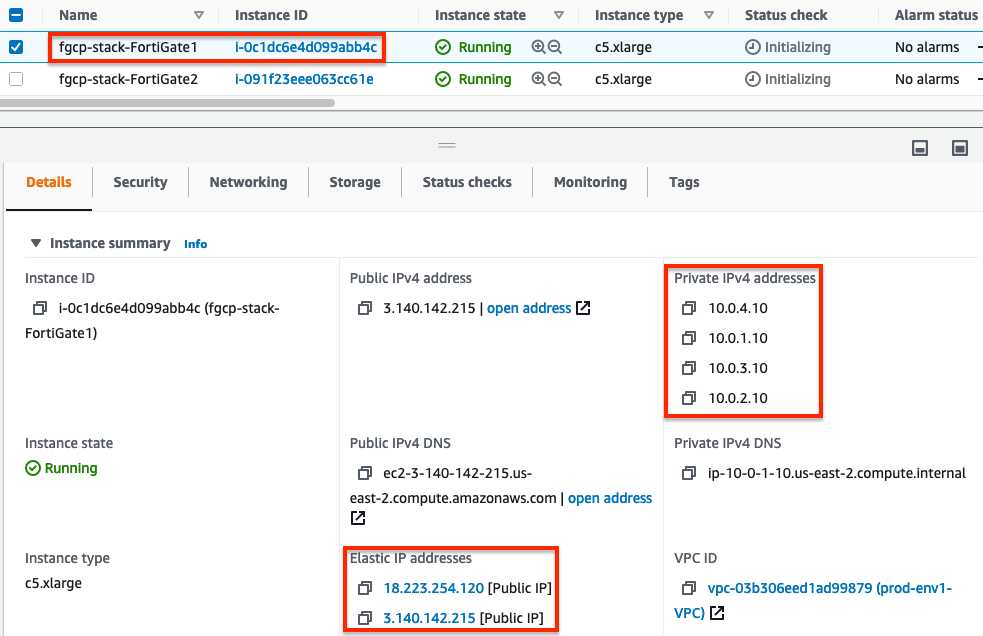 Name Instance ID Instance state Instance type Status check Alarm status
fgcp-stack-FortiGate1 i-0c1dc6e4d099abb4c Running c5.xlarge Initializing No alarms
fgcp-stack-FortiGate2 i-091f23eee063cc61e Running c5.xlarge Initializing No alarms
Details Security Networking Storage Status checks Monitoring Tags
Instance summary Info
Instance ID
i-0c1dc6e4d099abb4c (fgcp-stack-
FortiGate1)
Public IPv4 address
3.140.142.215 | open address
Private IPv4 addresses
10.0.4.10
10.0.1.10
10.0.3.10
10.0.2.10
Instance state
Running
Public IPv4 DNS
ec2-3-140-142-215.us-
east-2.compute.amazonaws.com | open address
Private IPv4 DNS
ip-10-0-1-10.us-east-2.compute.internal
Instance type
c5.xlarge
Elastic IP addresses
18.223.254.120 [Public IP]
3.140.142.215 [Public IP]
VPC ID
vpc-03b306eed1ad99879 (prod-env1-
VPC)